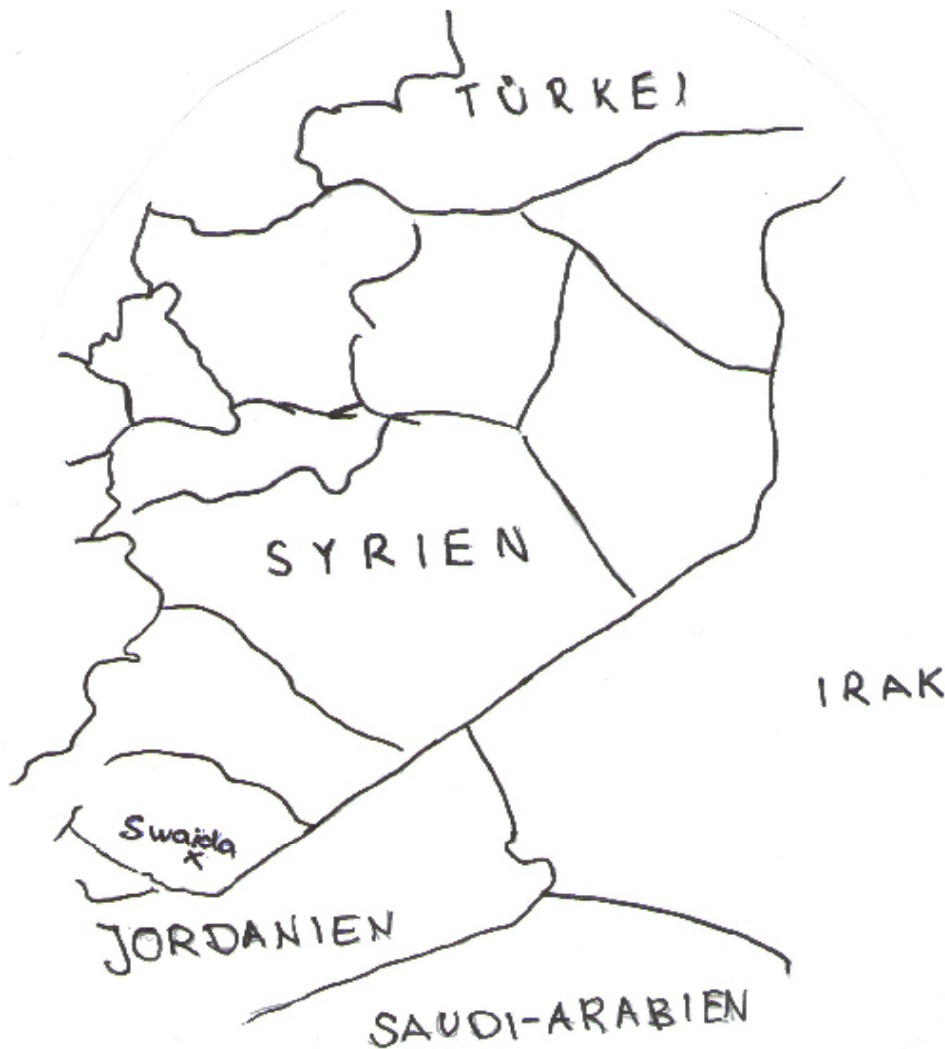 TÜRKEI
SYRIEN
IRAK
Swaida
x
JORDANIEN
SAUDI-ARABIEN